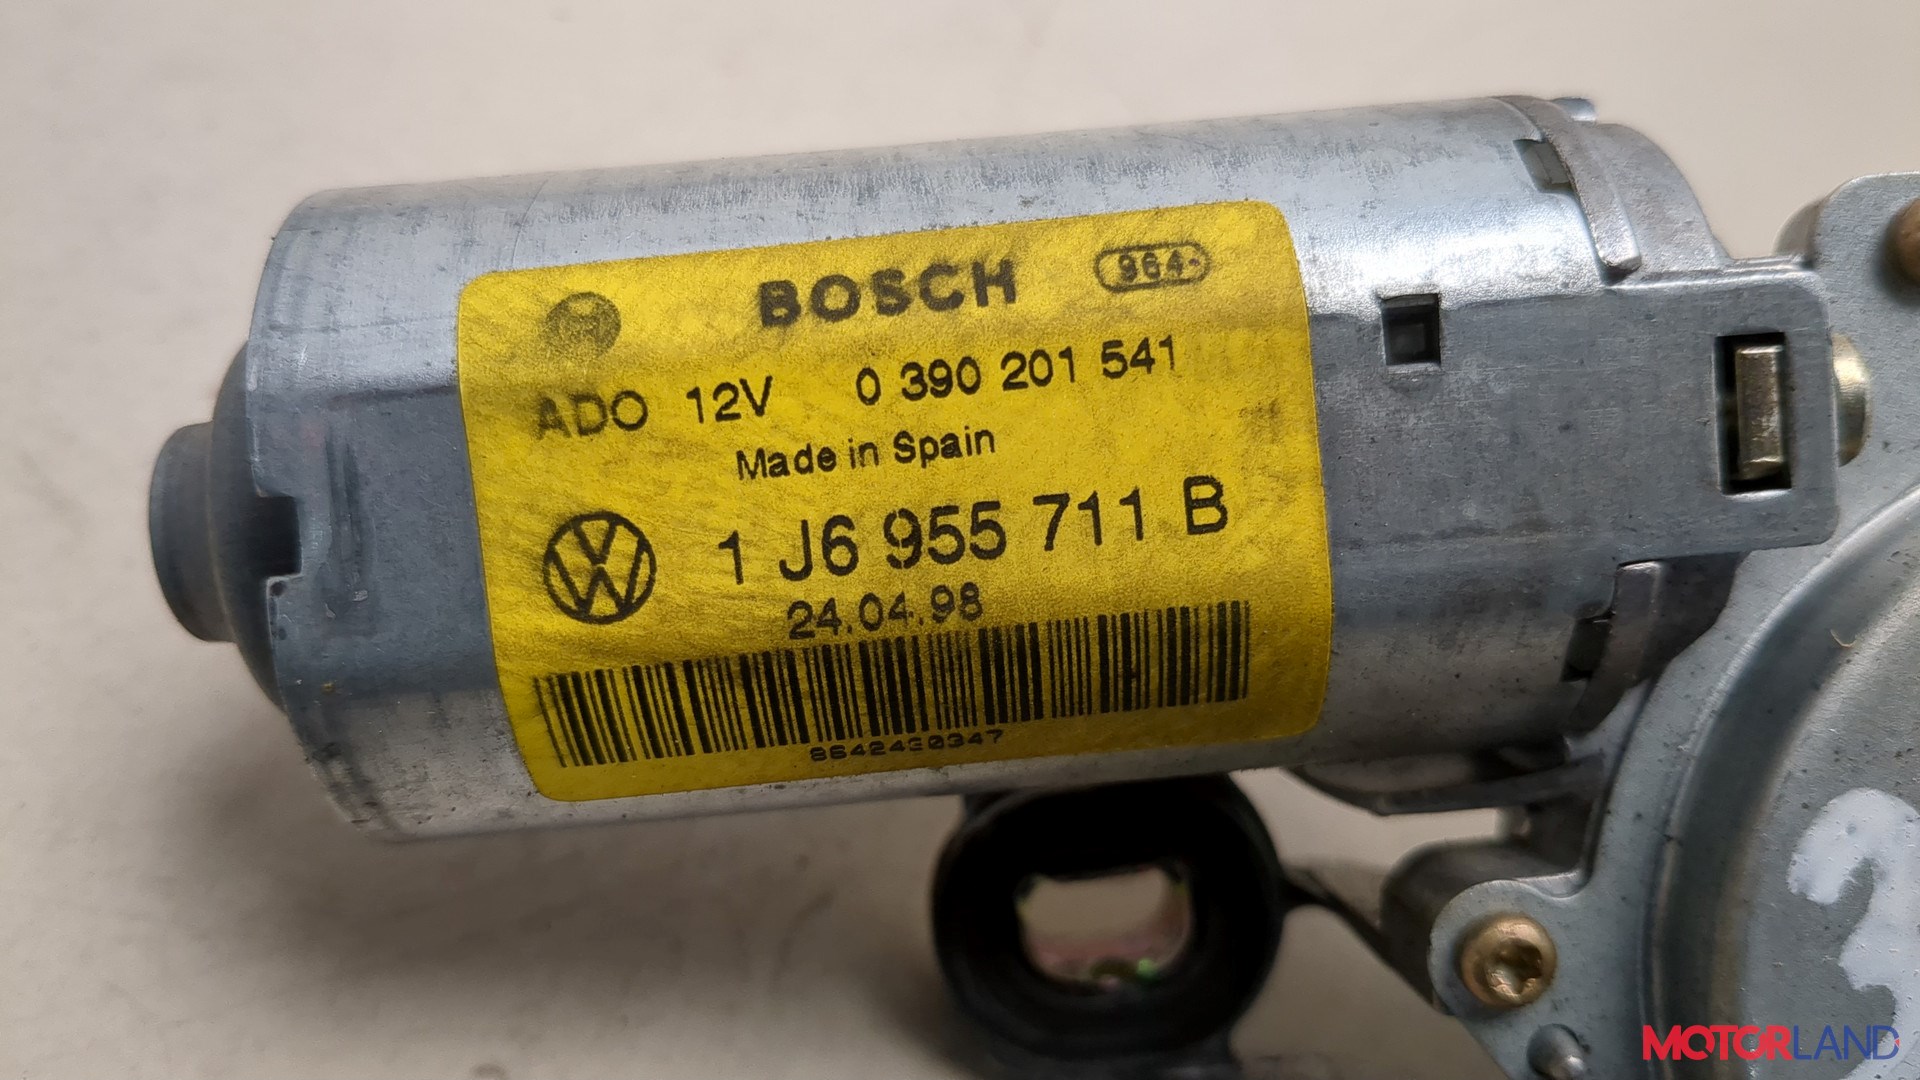 BOSCH 964
ADO 12V 0 390 201 541
Made in Spain
1 J6 955 711 B
24.04.98
8642430347
MOTORLAND